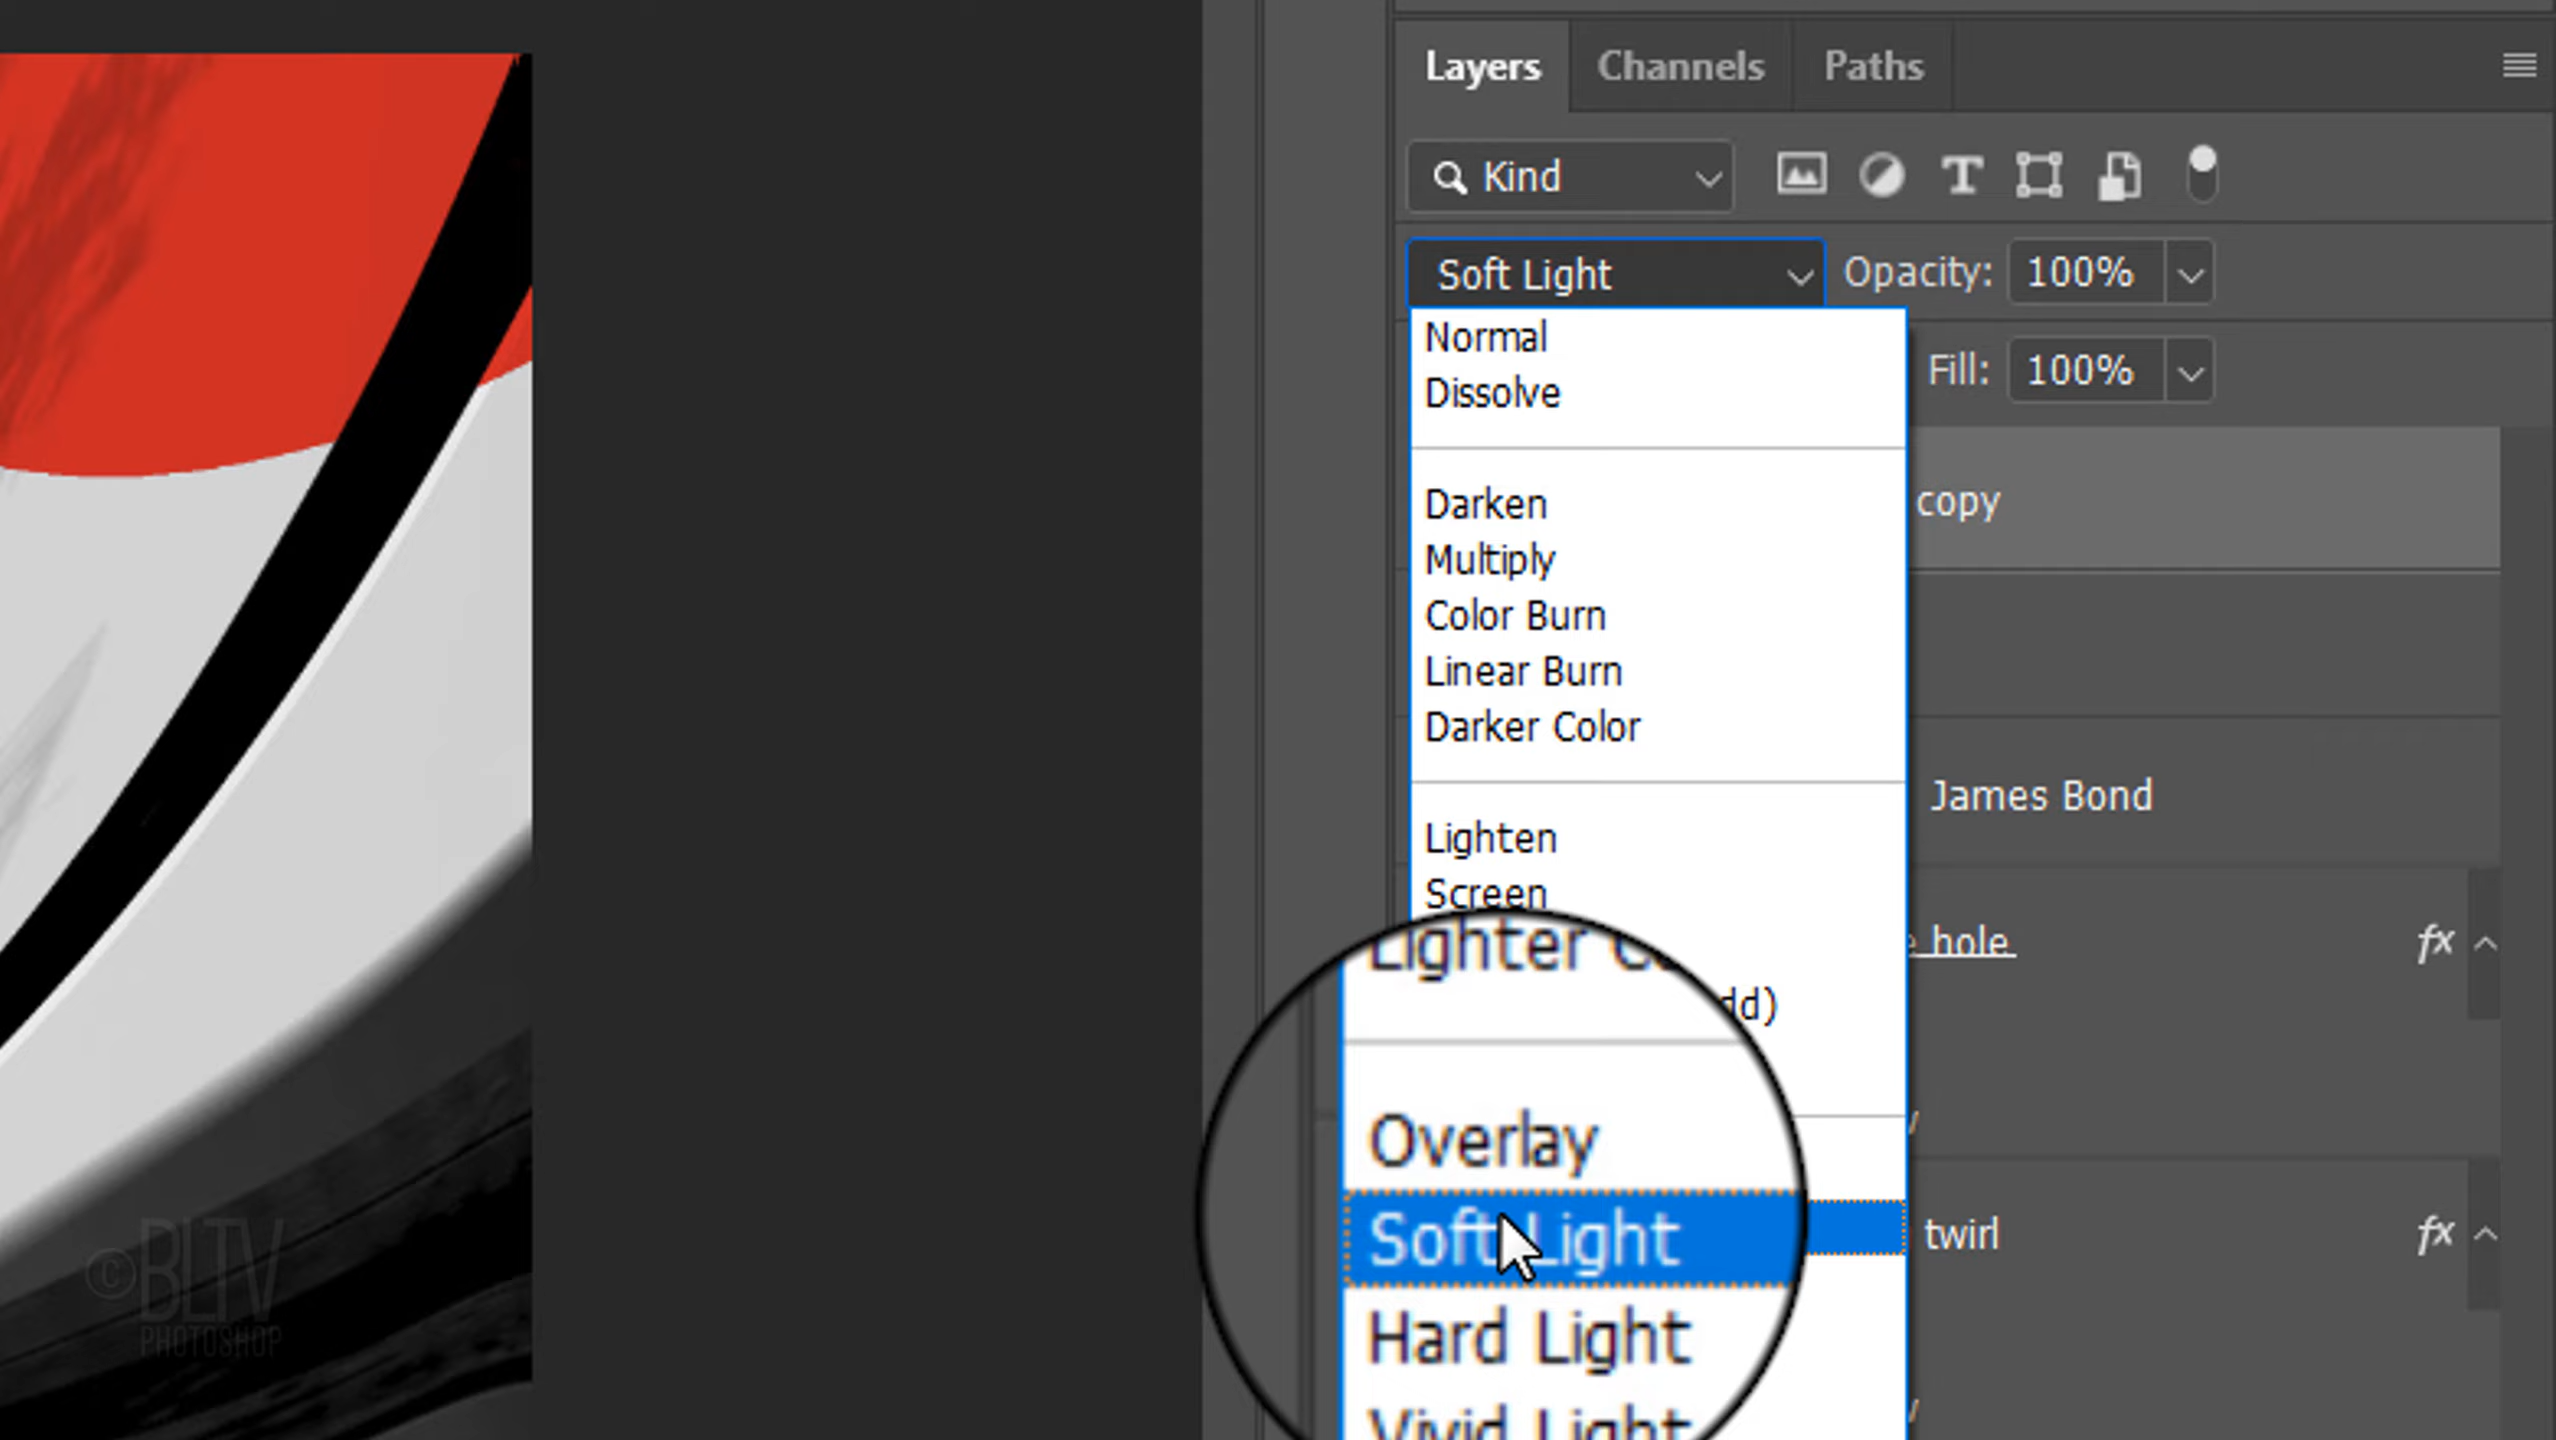 Layers Channels Paths
Kind
Soft Light Opacity: 100%
Fill: 100%
Normal
Dissolve
Darken
Multiply
Color Burn
Linear Burn
Darker Color
Lighten
Screen
Lighter
dd)
Overlay
Soft Light
Hard Light
Vivid Light
copy
James Bond
hole
fx
twirl
fx
©BLTV
PHOTOSHOP